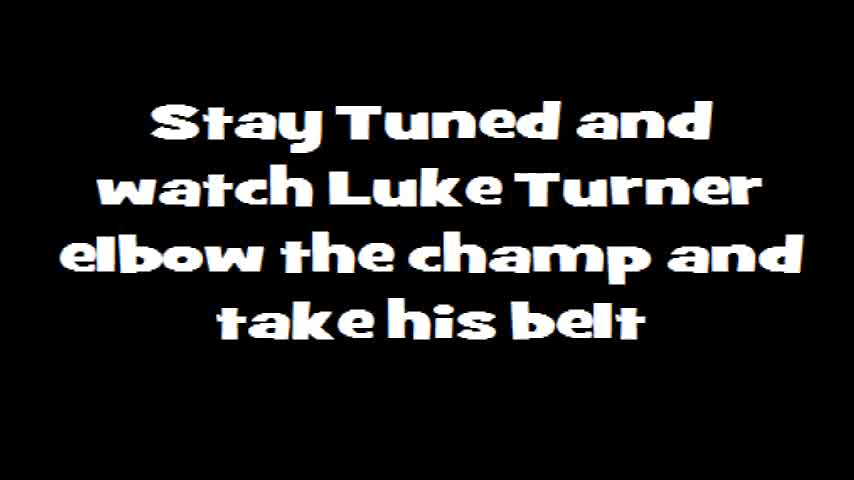 Stay Tuned and
watch Luke Turner
elbow the champ and
take his belt